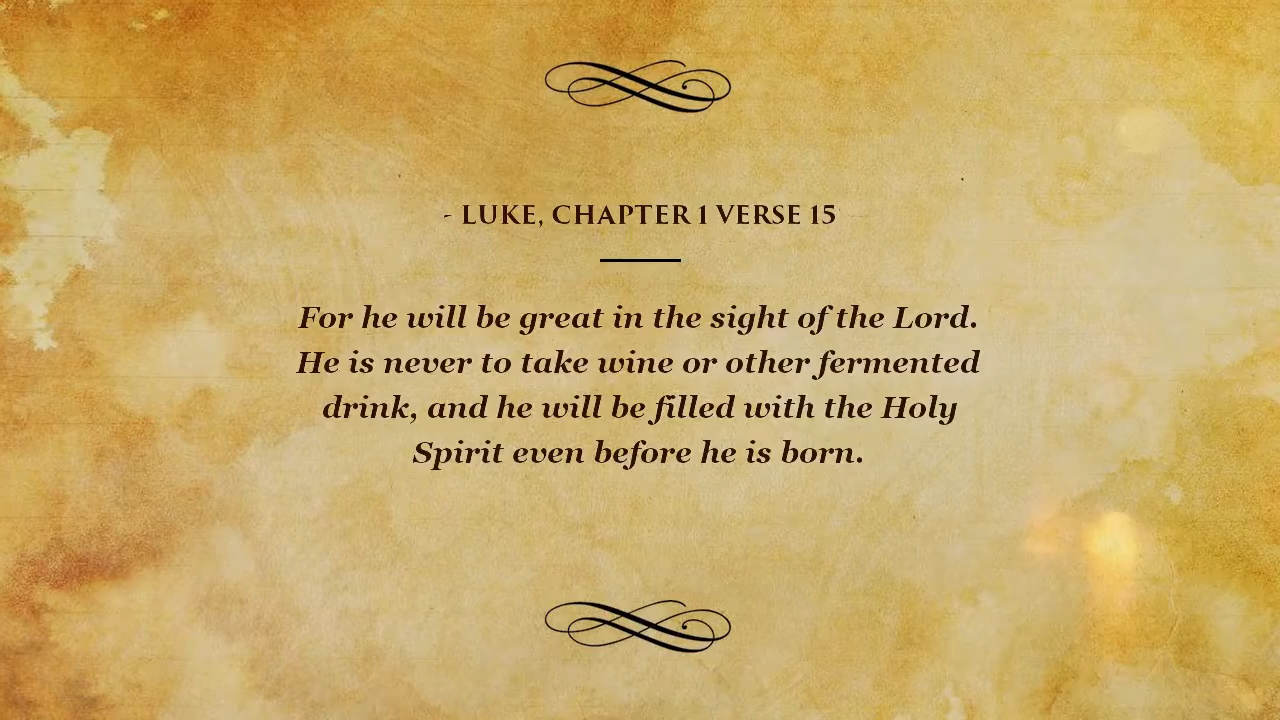 - LUKE, CHAPTER 1 VERSE 15
For he will be great in the sight of the Lord.
He is never to take wine or other fermented
drink, and he will be filled with the Holy
Spirit even before he is born.